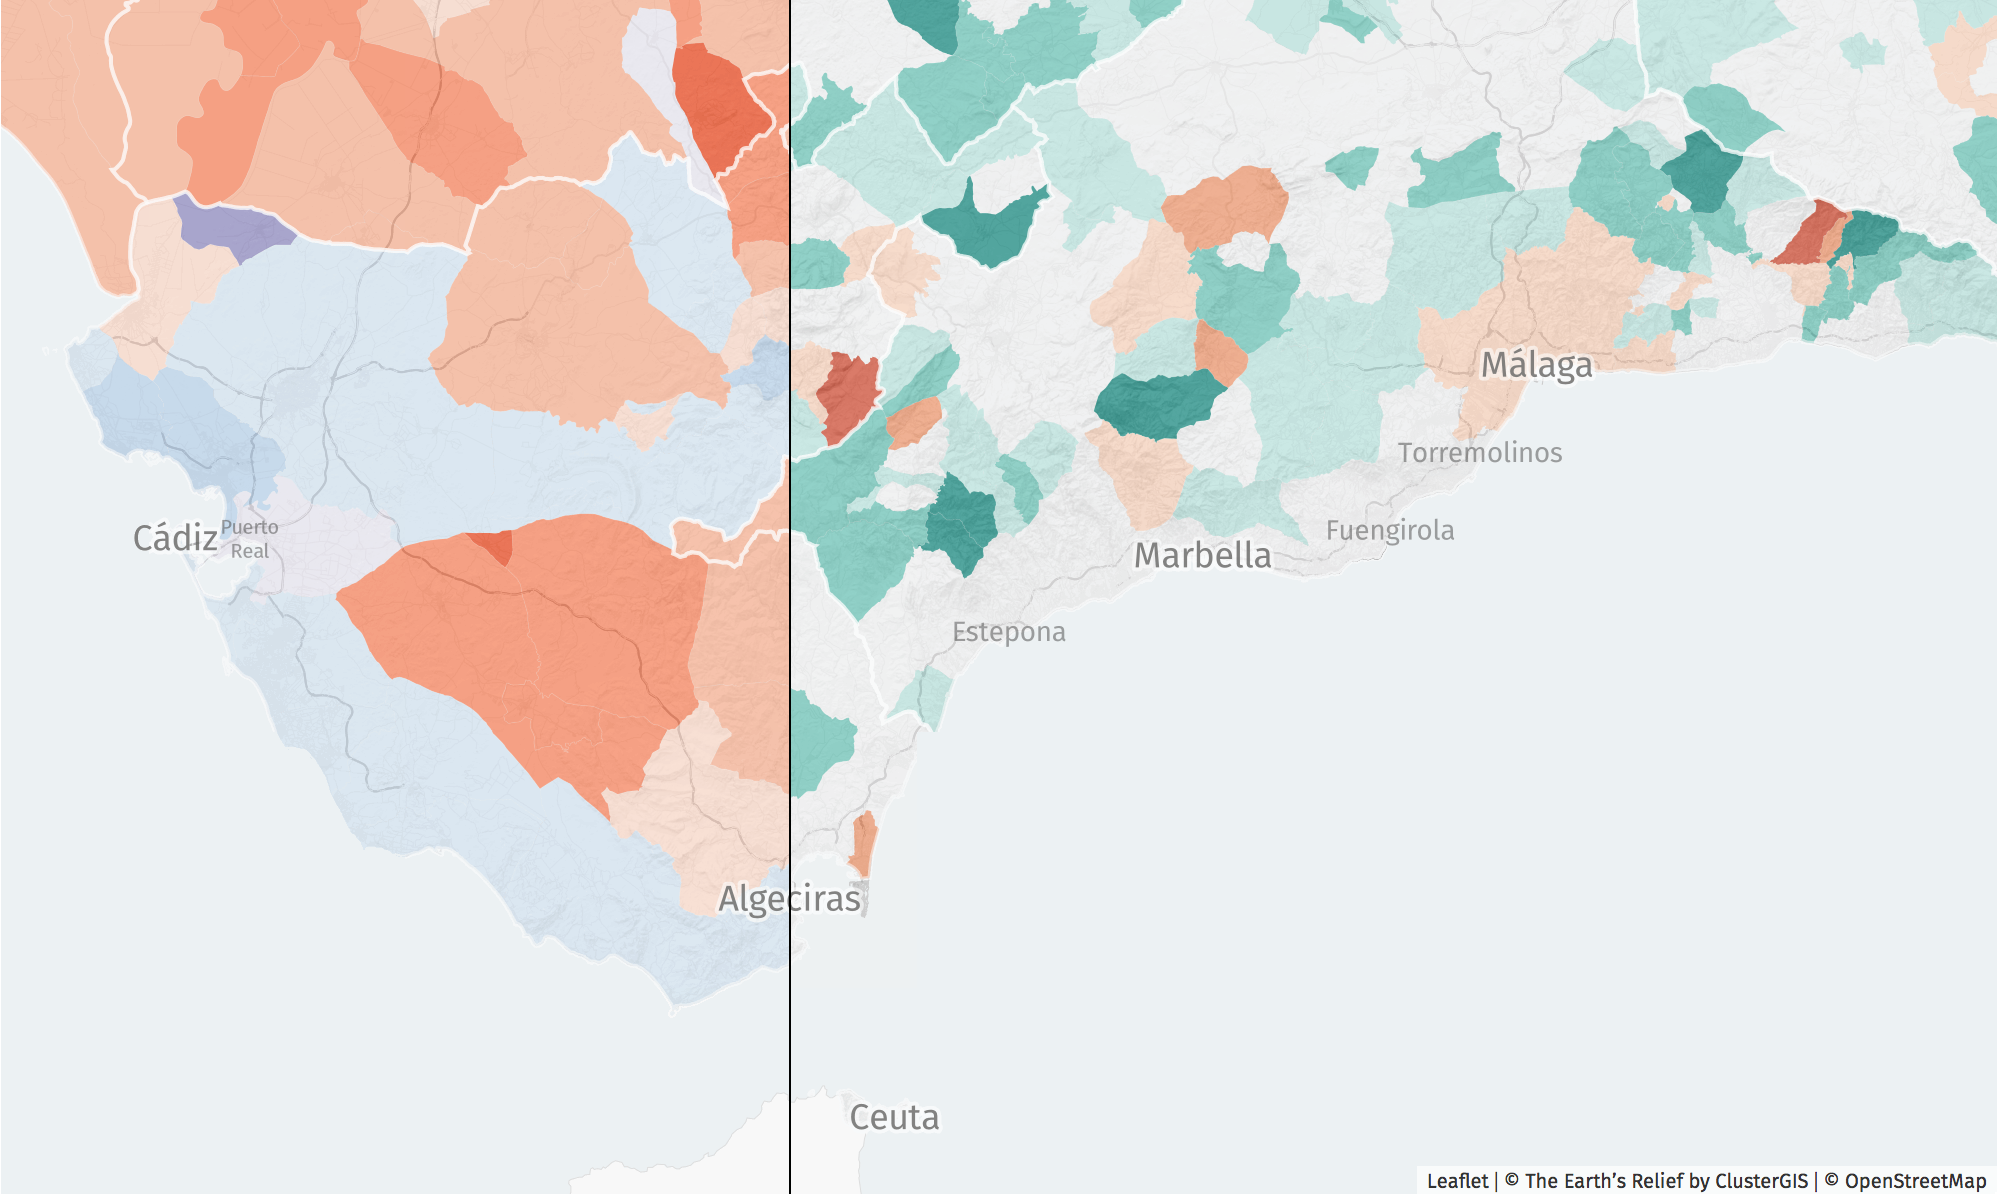 Málaga
Torremolinos
Fuengirola
Cádiz
Puerto
Real
Marbella
Estepona
Algeciras
Ceuta
Leaflet | © The Earth’s Relief by ClusterGIS | © OpenStreetMap